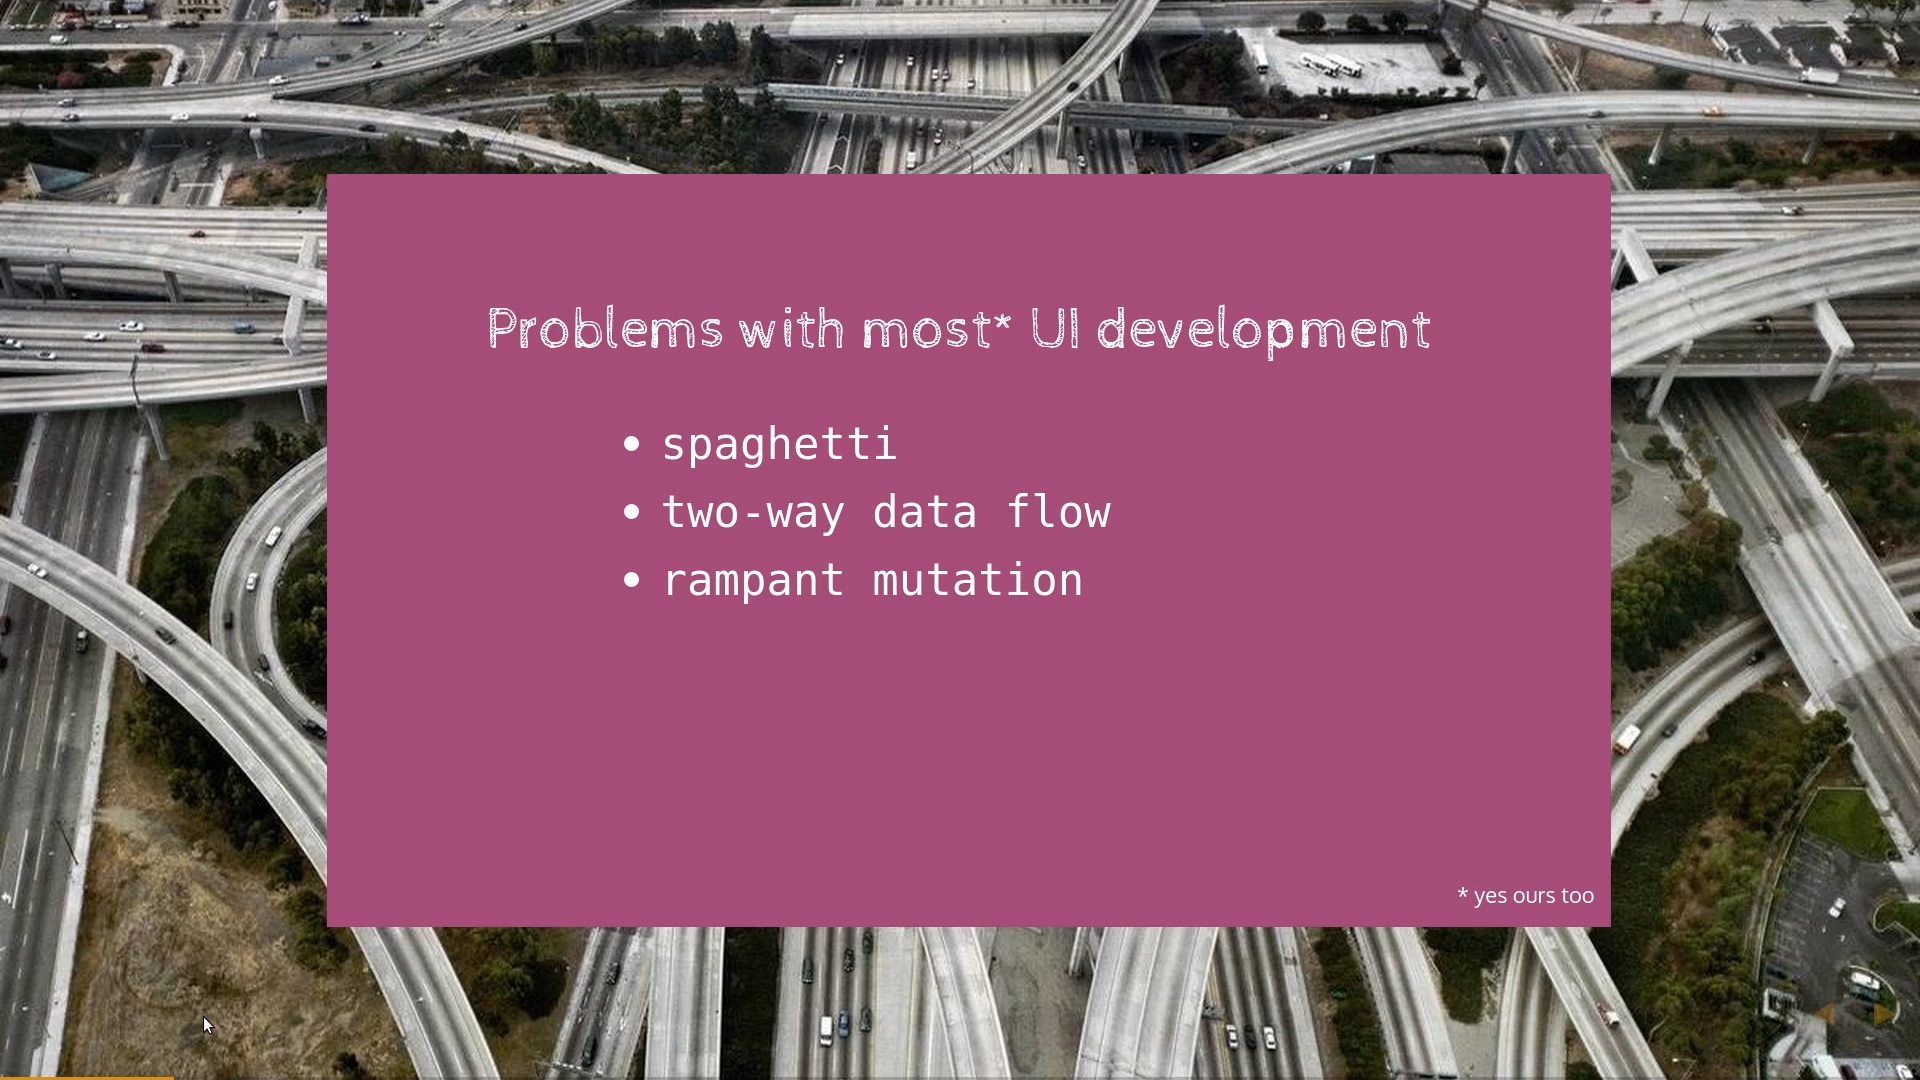 Problems with most* UI development
• spaghetti
• two-way data flow
• rampant mutation
* yes ours too